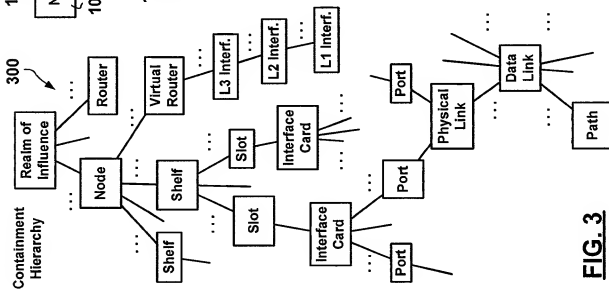 300
Containment
Hierarchy
Realm of
Influence
Router
Node
Virtual
Router
L3 Interf.
L2 Interf.
L1 Interf.
Shelf
Shelf
Slot
Slot
Interface
Card
Interface
Card
Port
Port
Port
Physical
Link
Data
Link
Path
FIG. 3